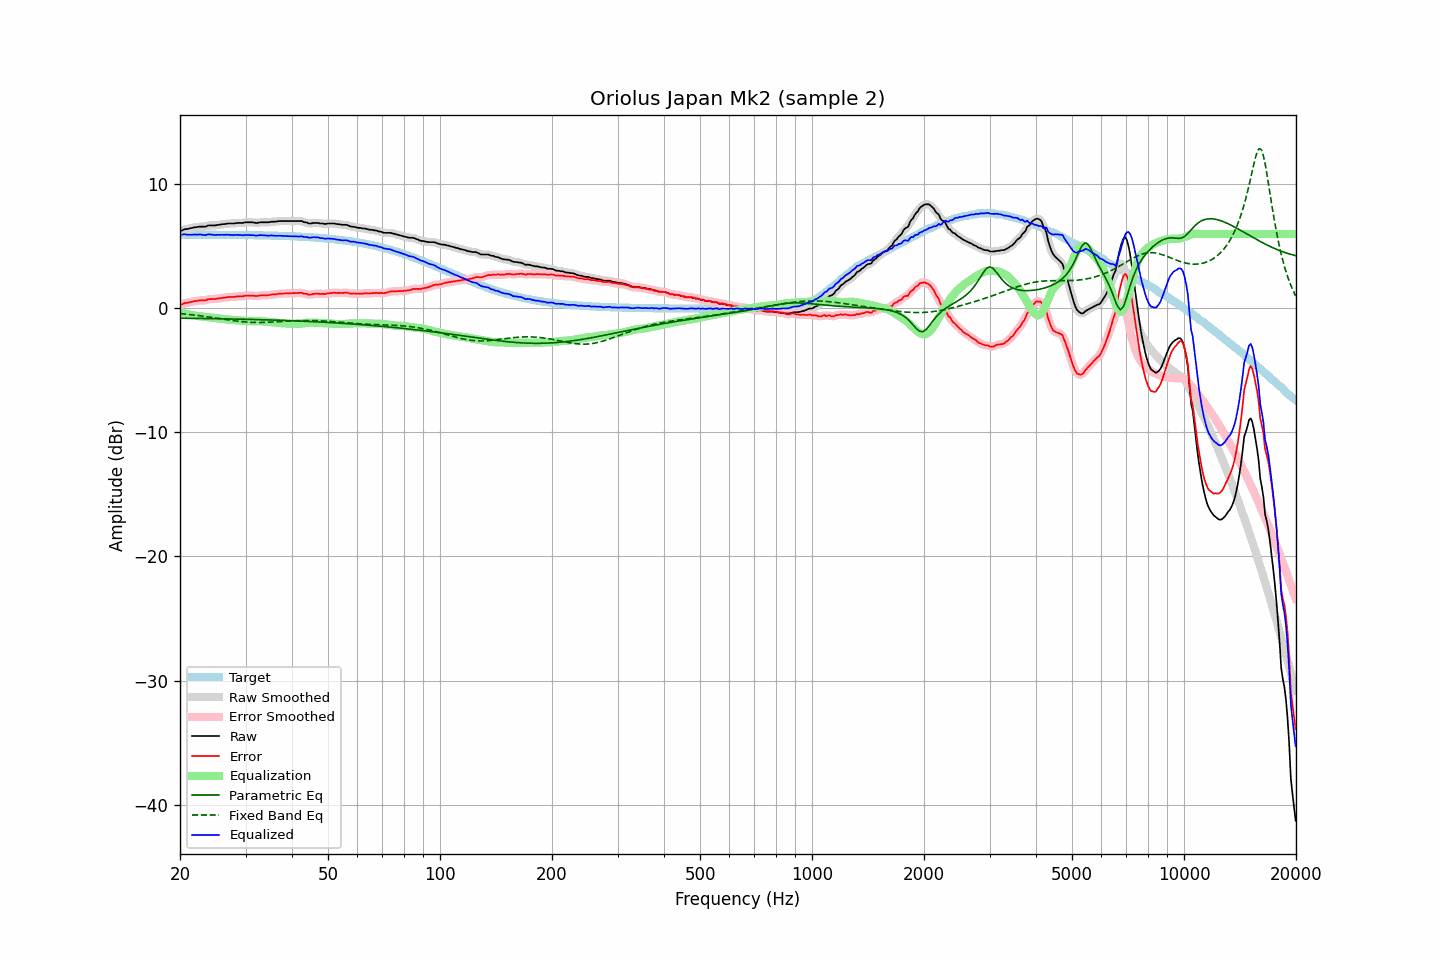 Oriolus Japan Mk2 (sample 2)
10
0
−10
−20
−30
−40
Amplitude (dBr)
Target
Raw Smoothed
Error Smoothed
Raw
Error
Equalization
Parametric Eq
Fixed Band Eq
Equalized
20 50 100 200 500 1000 2000 5000 10000 20000
Frequency (Hz)